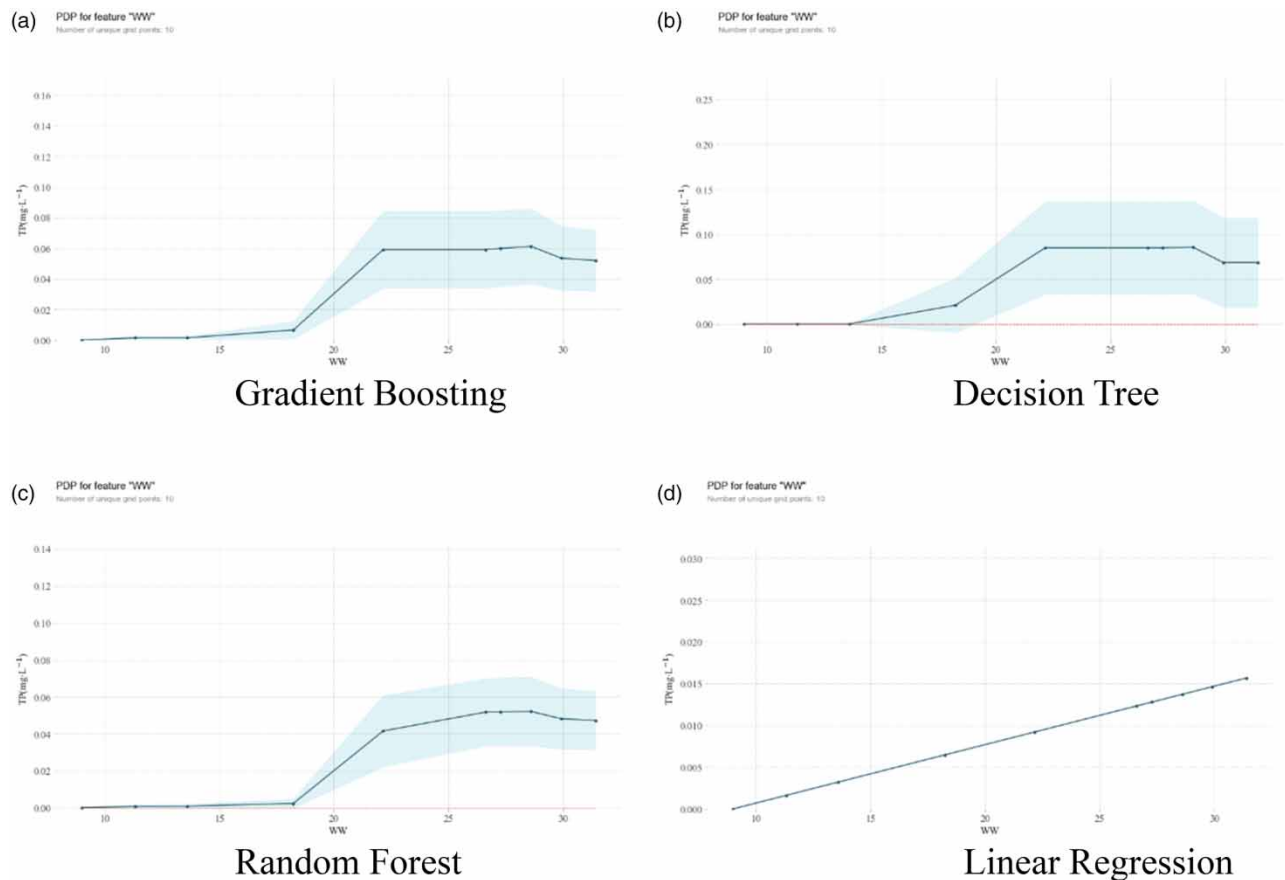 (a)
PDP for feature "WW"
Number of unique grid points: 10
0.16
0.14
0.12
0.10
0.08
0.06
0.04
0.02
0.00
TP(mg·L⁻¹)
10
15
20
25
30
WW
Gradient Boosting
(b)
PDP for feature "WW"
Number of unique grid points: 10
0.25
0.20
0.15
0.10
0.05
0.00
TP(mg·L⁻¹)
10
15
20
25
30
WW
Decision Tree
(c)
PDP for feature "WW"
Number of unique grid points: 10
0.14
0.12
0.10
0.08
0.06
0.04
0.02
0.00
TP(mg·L⁻¹)
10
15
20
25
30
WW
Random Forest
(d)
PDP for feature "WW"
Number of unique grid points: 10
0.030
0.025
0.020
0.015
0.010
0.005
0.000
TP(mg·L⁻¹)
10
15
20
25
30
WW
Linear Regression